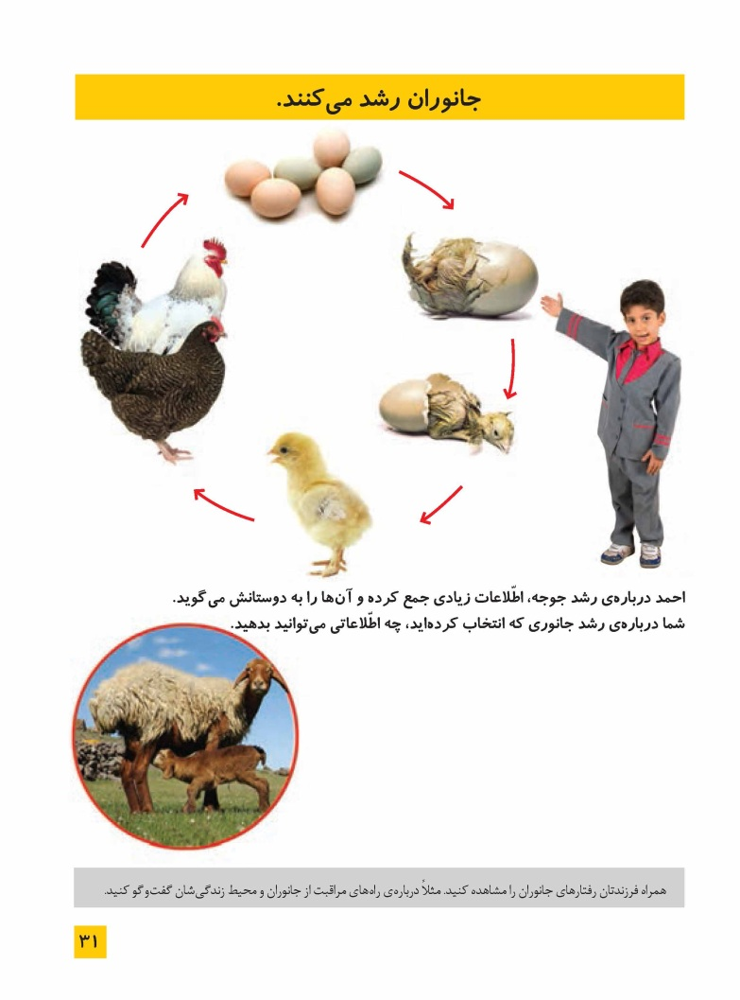 جانوران رشد می‌کنند.
احمد درباره‌ی رشد جوجه، اطّلاعات زیادی جمع کرده و آن‌ها را به دوستانش می‌گوید.
شما درباره‌ی رشد جانوری که انتخاب کرده‌اید، چه اطّلاعاتی می‌توانید بدهید.
همراه فرزندتان رفتارهای جانوران را مشاهده کنید. مثلاً درباره‌ی راه‌های مراقبت از جانوران و محیط زندگی‌شان گفت‌وگو کنید.
۳۱